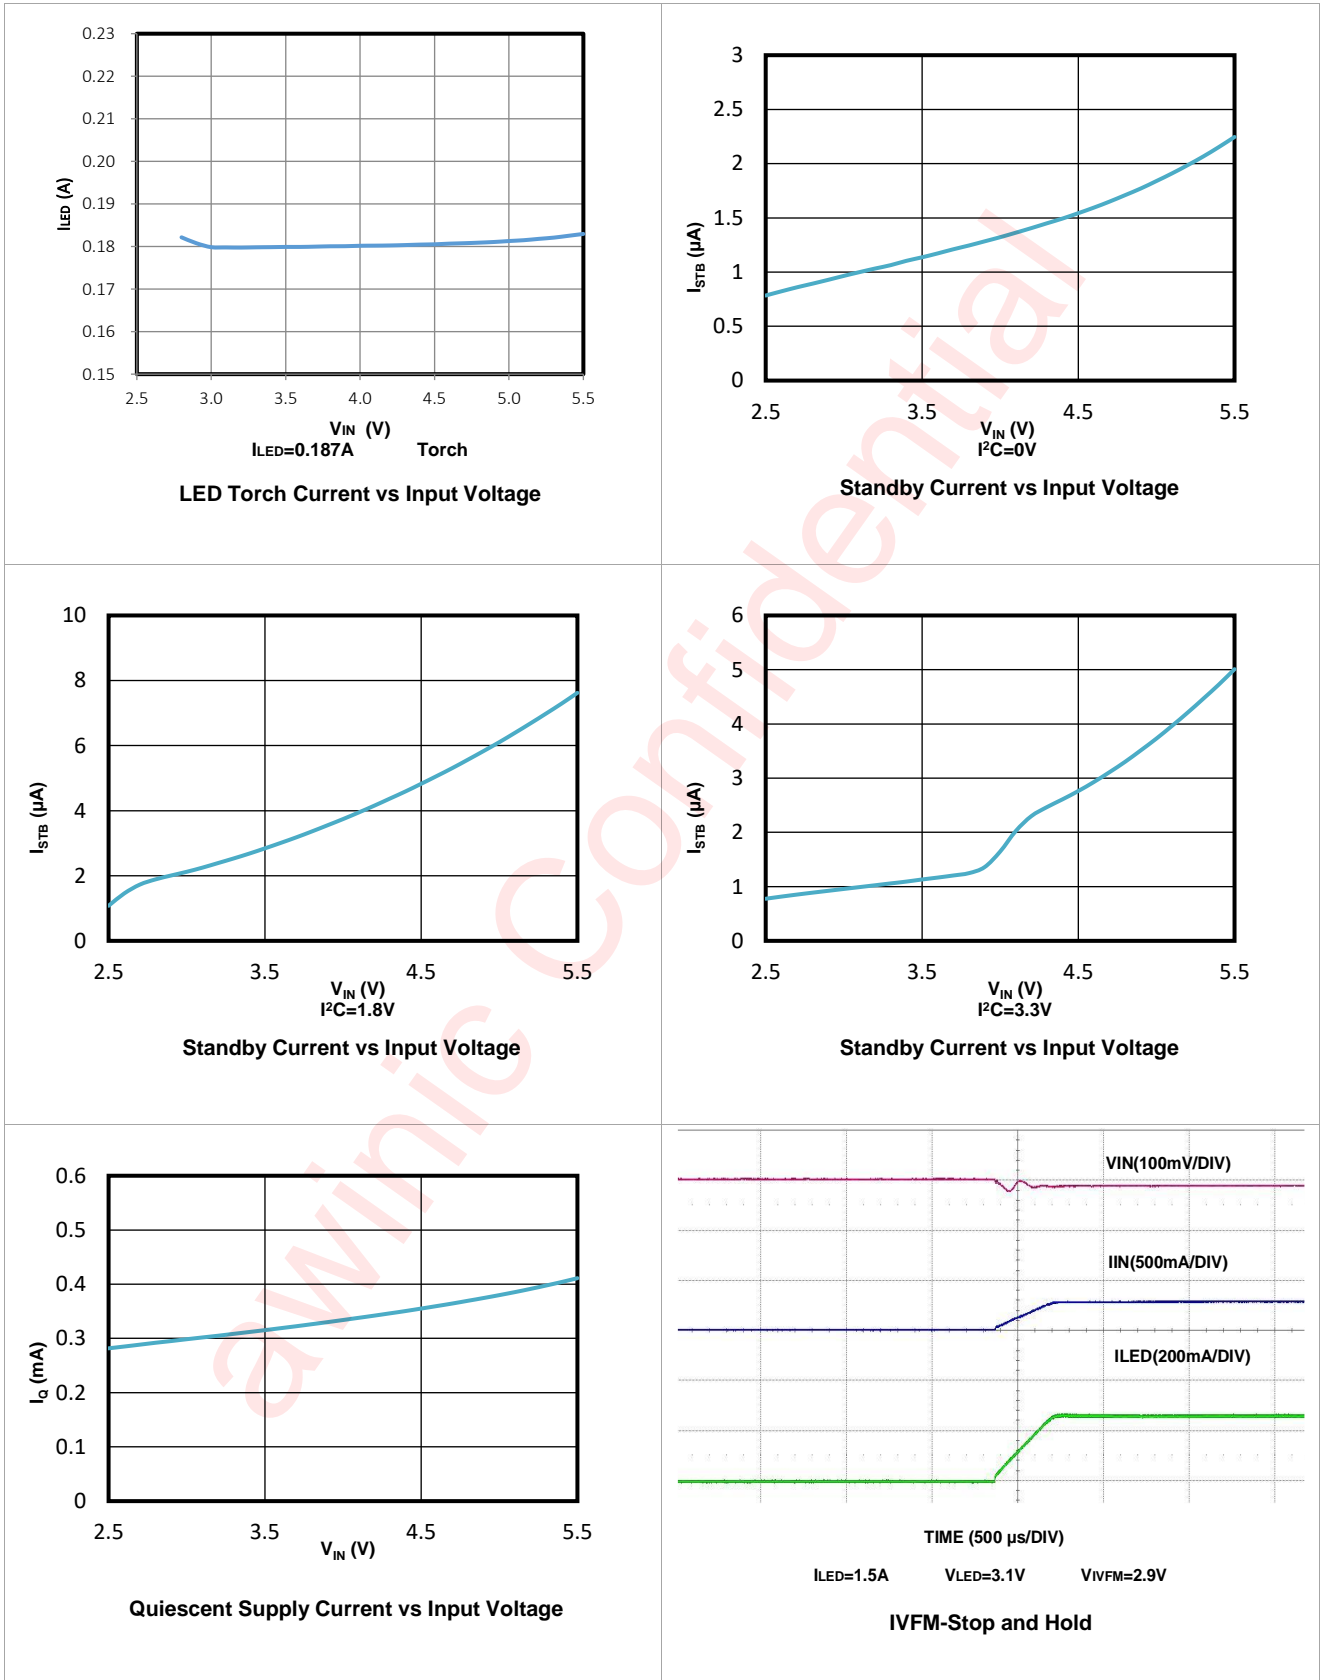 0.23
0.22
0.21
0.20
0.19
0.18
0.17
0.16
0.15
ILED (A)
2.5 3.0 3.5 4.0 4.5 5.0 5.5
VIN (V)
ILED=0.187A Torch
LED Torch Current vs Input Voltage
3
2.5
2
1.5
1
0.5
0
ISTB (µA)
2.5 3.5 4.5 5.5
VIN (V)
I²C=0V
Standby Current vs Input Voltage
10
8
6
4
2
0
ISTB (µA)
2.5 3.5 4.5 5.5
VIN (V)
I²C=1.8V
Standby Current vs Input Voltage
6
5
4
3
2
1
0
ISTB (µA)
2.5 3.5 4.5 5.5
VIN (V)
I²C=3.3V
Standby Current vs Input Voltage
0.6
0.5
0.4
0.3
0.2
0.1
0
IQ (mA)
2.5 3.5 4.5 5.5
VIN (V)
Quiescent Supply Current vs Input Voltage
VIN(100mV/DIV)
IIN(500mA/DIV)
ILED(200mA/DIV)
TIME (500 µs/DIV)
ILED=1.5A VLED=3.1V VIVFM=2.9V
IVFM-Stop and Hold
awinic Confidential